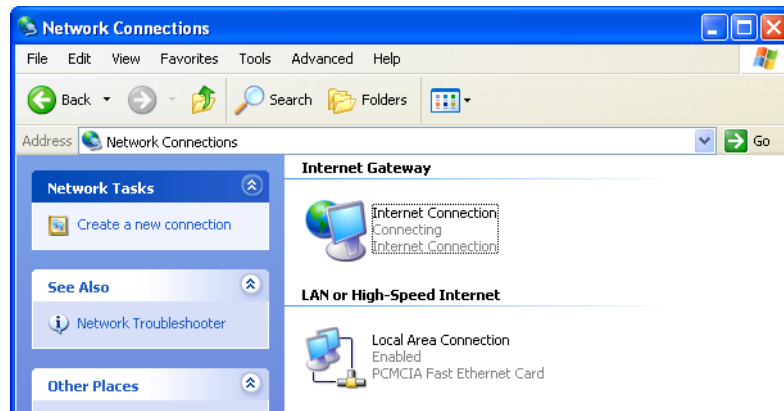 Network Connections
File Edit View Favorites Tools Advanced Help
Back Search Folders
Address Network Connections Go
Network Tasks
Create a new connection
See Also
Network Troubleshooter
Other Places
Internet Gateway
Internet Connection
Connecting
Internet Connection
LAN or High-Speed Internet
Local Area Connection
Enabled
PCMCIA Fast Ethernet Card